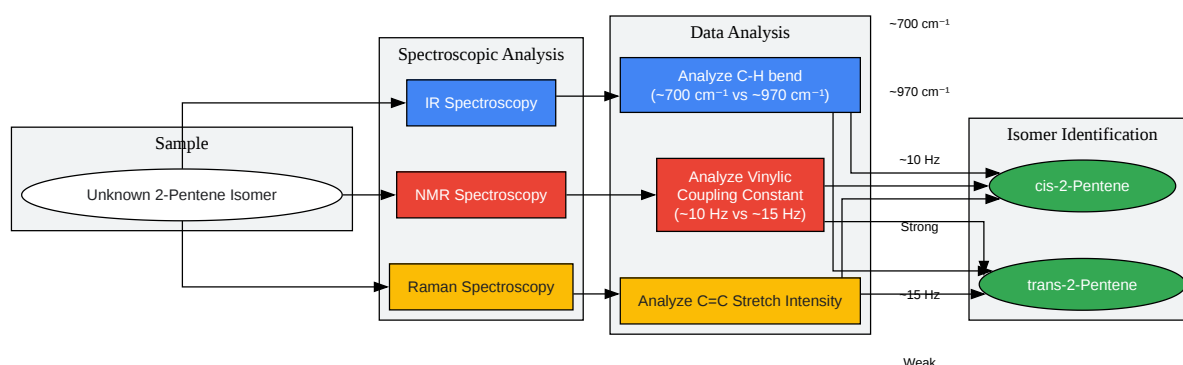 Sample
Unknown 2-Pentene Isomer
Spectroscopic Analysis
IR Spectroscopy
NMR Spectroscopy
Raman Spectroscopy
Data Analysis
Analyze C-H bend
(~700 cm⁻¹ vs ~970 cm⁻¹)
Analyze Vinylic
Coupling Constant
(~10 Hz vs ~15 Hz)
Analyze C=C Stretch Intensity
~700 cm⁻¹
~970 cm⁻¹
~10 Hz
Strong
~15 Hz
Weak
Isomer Identification
cis-2-Pentene
trans-2-Pentene